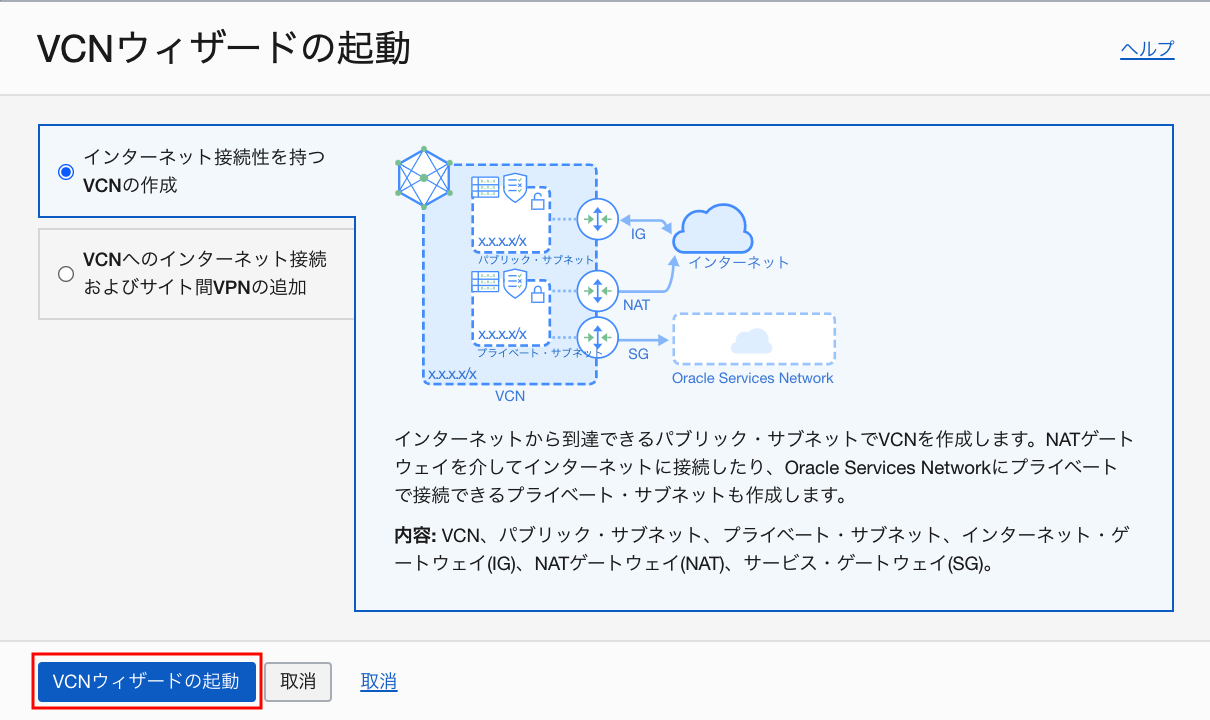 VCNウィザードの起動
ヘルプ
インターネット接続性を持つ
VCNの作成
VCNへのインターネット接続
およびサイト間VPNの追加
x.x.x.x/x
パブリック・サブネット
IG
インターネット
x.x.x.x/x
プライベート・サブネット
NAT
SG
x.x.x.x/x
VCN
Oracle Services Network
インターネットから到達できるパブリック・サブネットでVCNを作成します。NATゲート
ウェイを介してインターネットに接続したり、Oracle Services Networkにプライベート
で接続できるプライベート・サブネットも作成します。
内容: VCN、パブリック・サブネット、プライベート・サブネット、インターネット・ゲ
ートウェイ(IG)、NATゲートウェイ(NAT)、サービス・ゲートウェイ(SG)。
VCNウィザードの起動
取消
取消